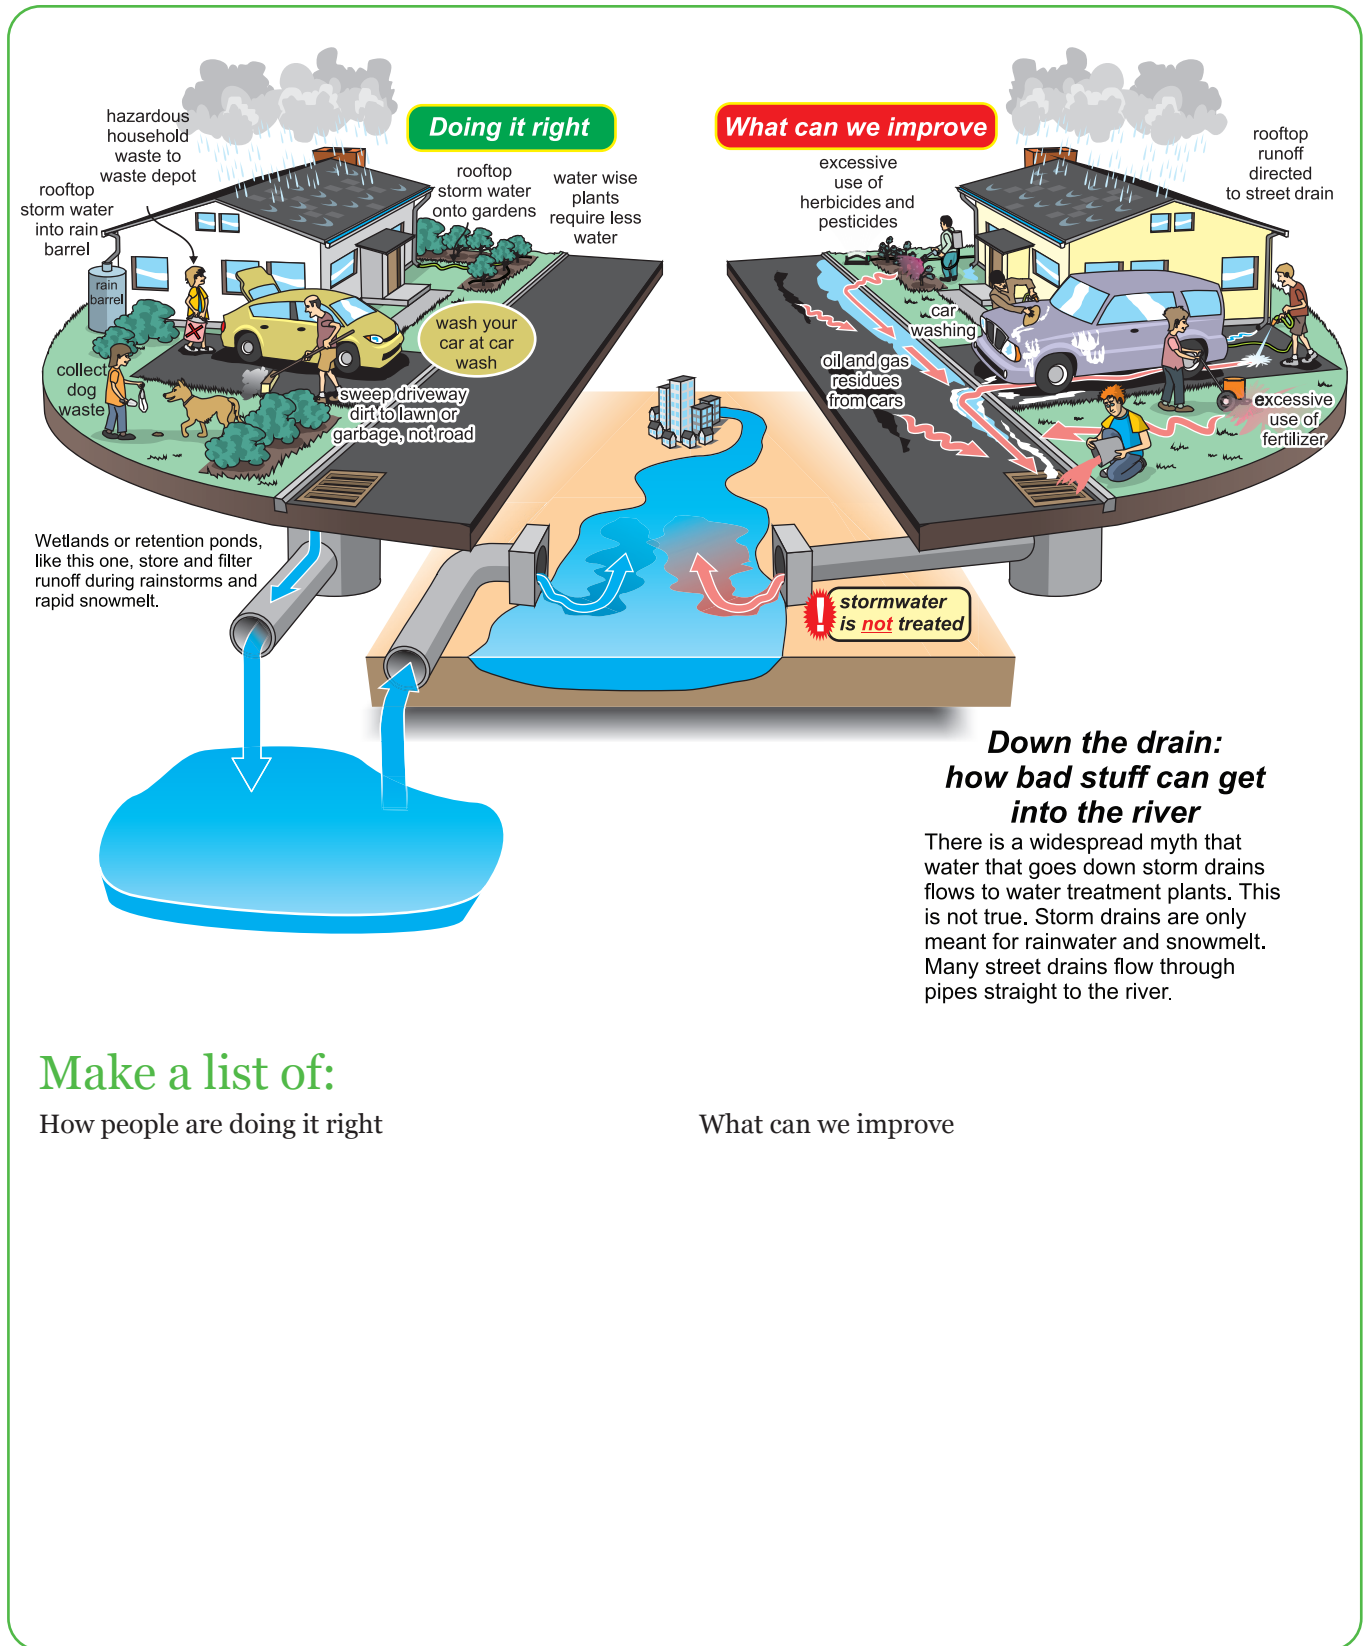 Doing it right
What can we improve
hazardous
household
waste to
waste depot
rooftop
storm water
into rain
barrel
rain
barrel
rooftop
storm water
onto gardens
water wise
plants
require less
water
wash your
car at car
wash
collect
dog
waste
sweep driveway
dirt to lawn or
garbage, not road
excessive
use of
herbicides and
pesticides
rooftop
runoff
directed
to street drain
car
washing
oil and gas
residues
from cars
excessive
use of
fertilizer
Wetlands or retention ponds,
like this one, store and filter
runoff during rainstorms and
rapid snowmelt.
!
stormwater
is not treated
Down the drain:
how bad stuff can get
into the river
There is a widespread myth that
water that goes down storm drains
flows to water treatment plants. This
is not true. Storm drains are only
meant for rainwater and snowmelt.
Many street drains flow through
pipes straight to the river.
Make a list of:
How people are doing it right
What can we improve